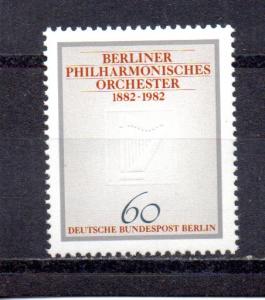 BERLINER
PHILHARMONISCHES
ORCHESTER
1882 - 1982
60
DEUTSCHE BUNDESPOST BERLIN